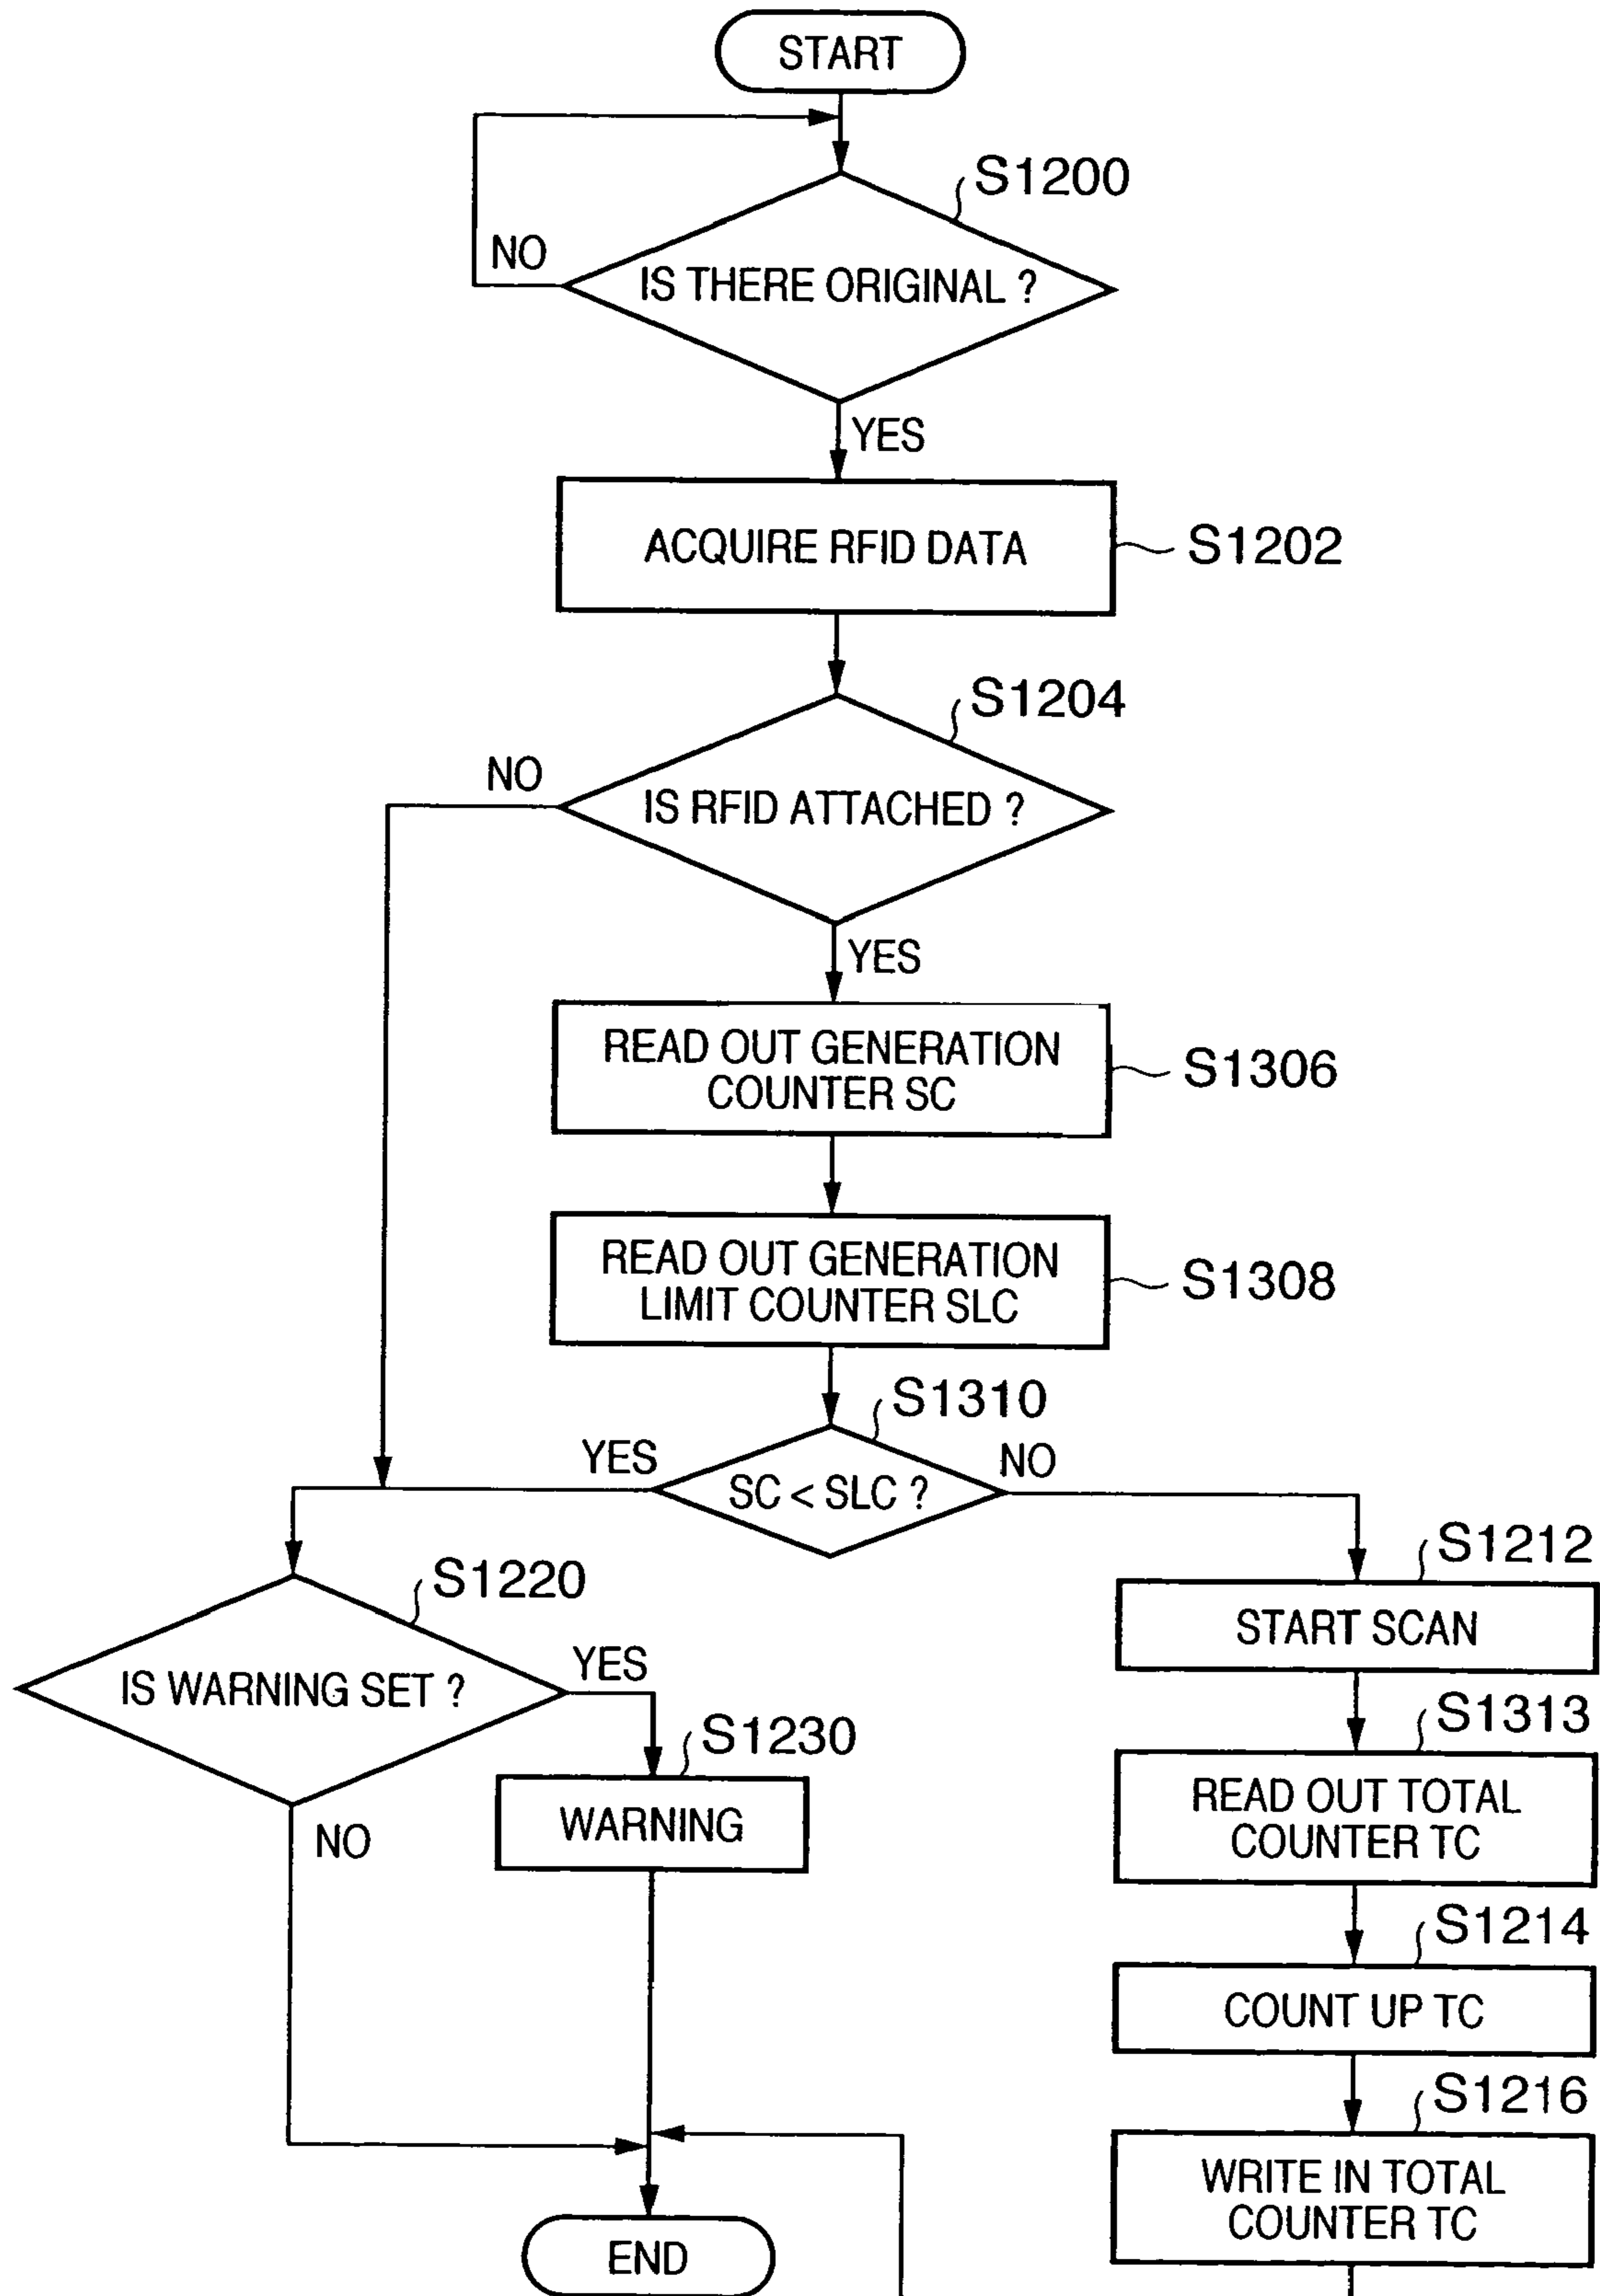 START
S1200
NO
IS THERE ORIGINAL ?
YES
ACQUIRE RFID DATA
S1202
S1204
NO
IS RFID ATTACHED ?
YES
READ OUT GENERATION
COUNTER SC
S1306
READ OUT GENERATION
LIMIT COUNTER SLC
S1308
S1310
YES
NO
SC < SLC ?
S1212
START SCAN
S1220
IS WARNING SET ?
YES
S1230
WARNING
NO
S1313
READ OUT TOTAL
COUNTER TC
S1214
COUNT UP TC
S1216
WRITE IN TOTAL
COUNTER TC
END